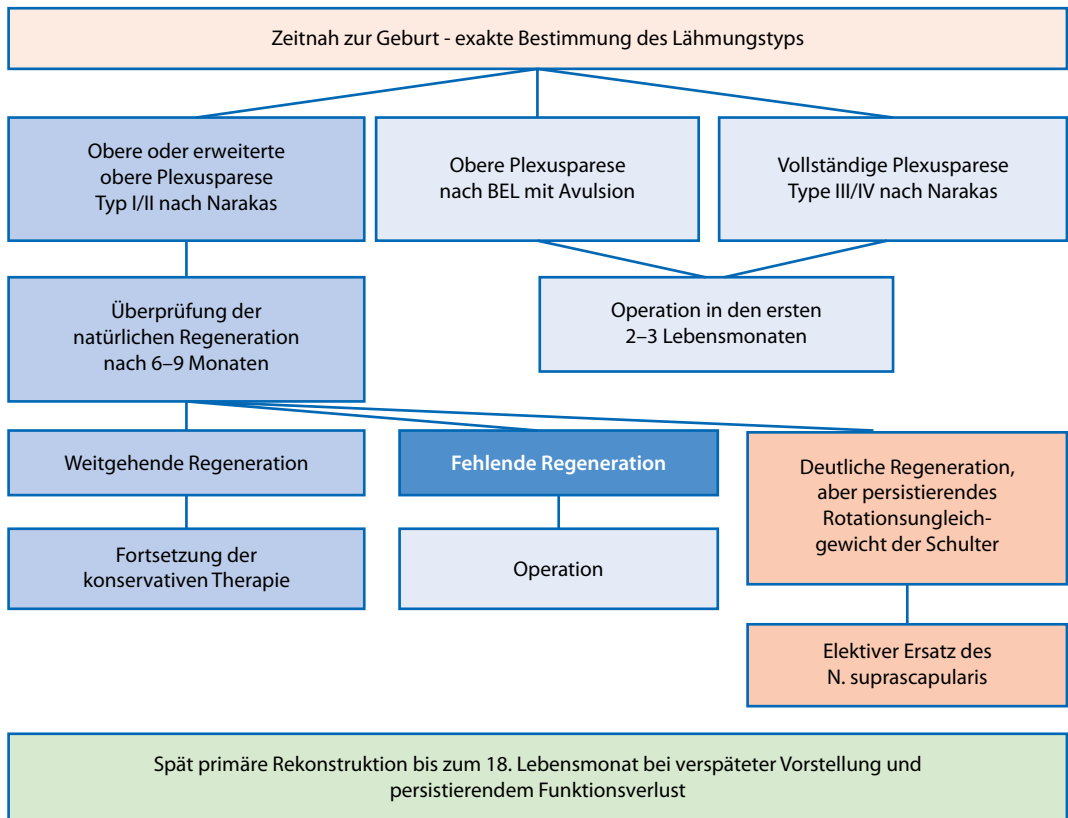 Zeitnah zur Geburt - exakte Bestimmung des Lähmungstyps
Obere oder erweiterte
obere Plexusparese
Typ I/II nach Narakas
Obere Plexusparese
nach BEL mit Avulsion
Vollständige Plexusparese
Type III/IV nach Narakas
Überprüfung der
natürlichen Regeneration
nach 6–9 Monaten
Operation in den ersten
2–3 Lebensmonaten
Weitgehende Regeneration
Fehlende Regeneration
Deutliche Regeneration,
aber persistierendes
Rotationsungleich-
gewicht der Schulter
Fortsetzung der
konservativen Therapie
Operation
Elektiver Ersatz des
N. suprascapularis
Spät primäre Rekonstruktion bis zum 18. Lebensmonat bei verspäteter Vorstellung und
persistierendem Funktionsverlust